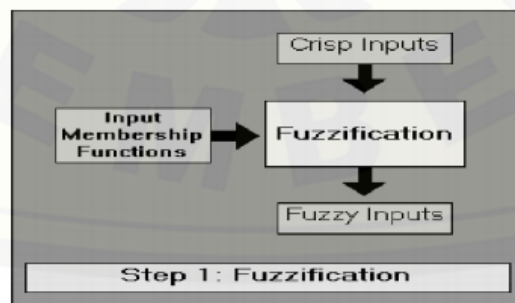 Crisp Inputs
Input
Membership
Functions
Fuzzification
Fuzzy Inputs
Step 1: Fuzzification